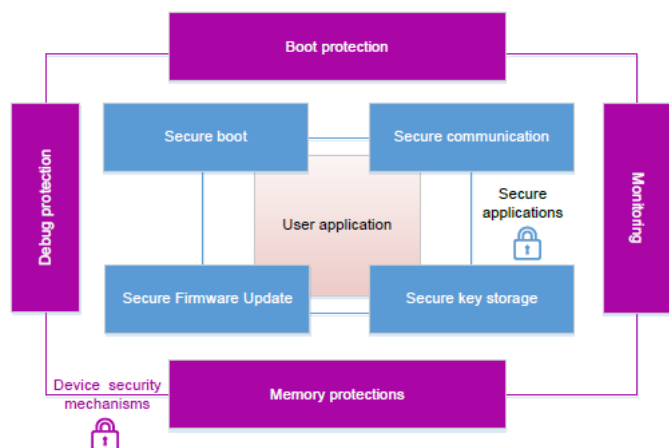 Boot protection
Secure boot
Secure communication
Debug protection
Monitoring
Secure
applications
User application
Secure Firmware Update
Secure key storage
Device security
mechanisms
Memory protections